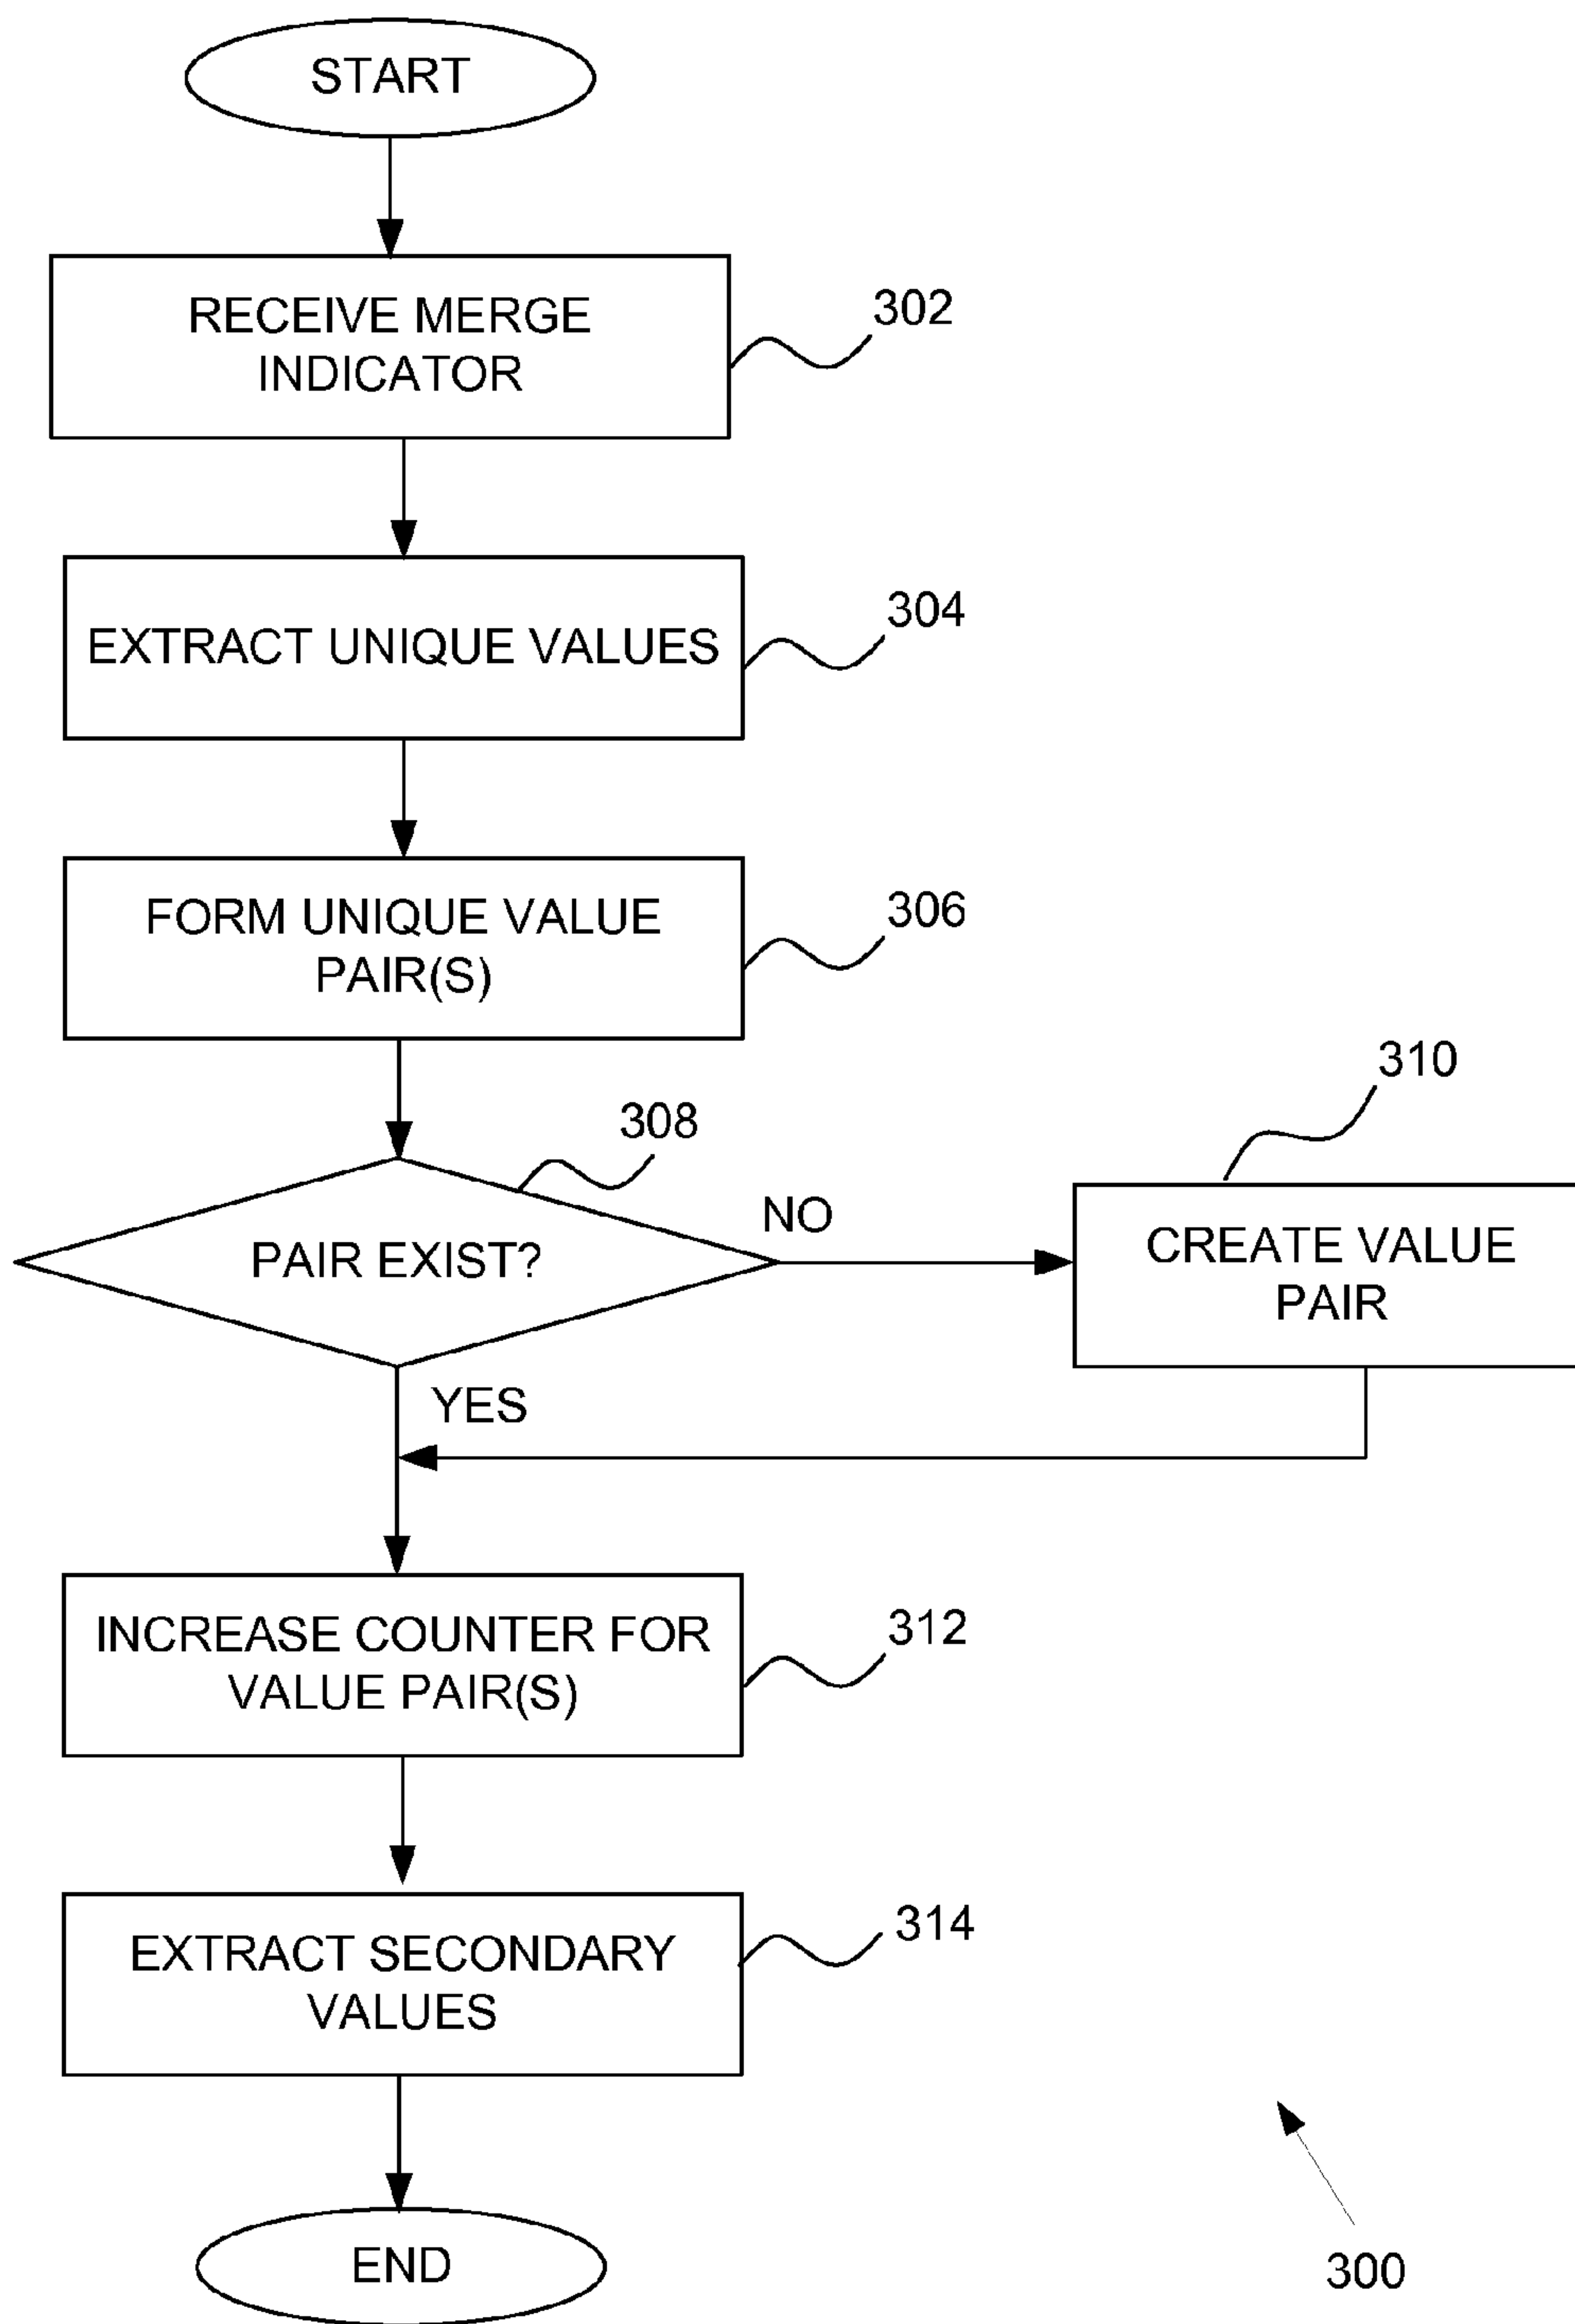 START
RECEIVE MERGE
INDICATOR
302
EXTRACT UNIQUE VALUES
304
FORM UNIQUE VALUE
PAIR(S)
306
308
PAIR EXIST?
NO
310
CREATE VALUE
PAIR
YES
INCREASE COUNTER FOR
VALUE PAIR(S)
312
EXTRACT SECONDARY
VALUES
314
END
300